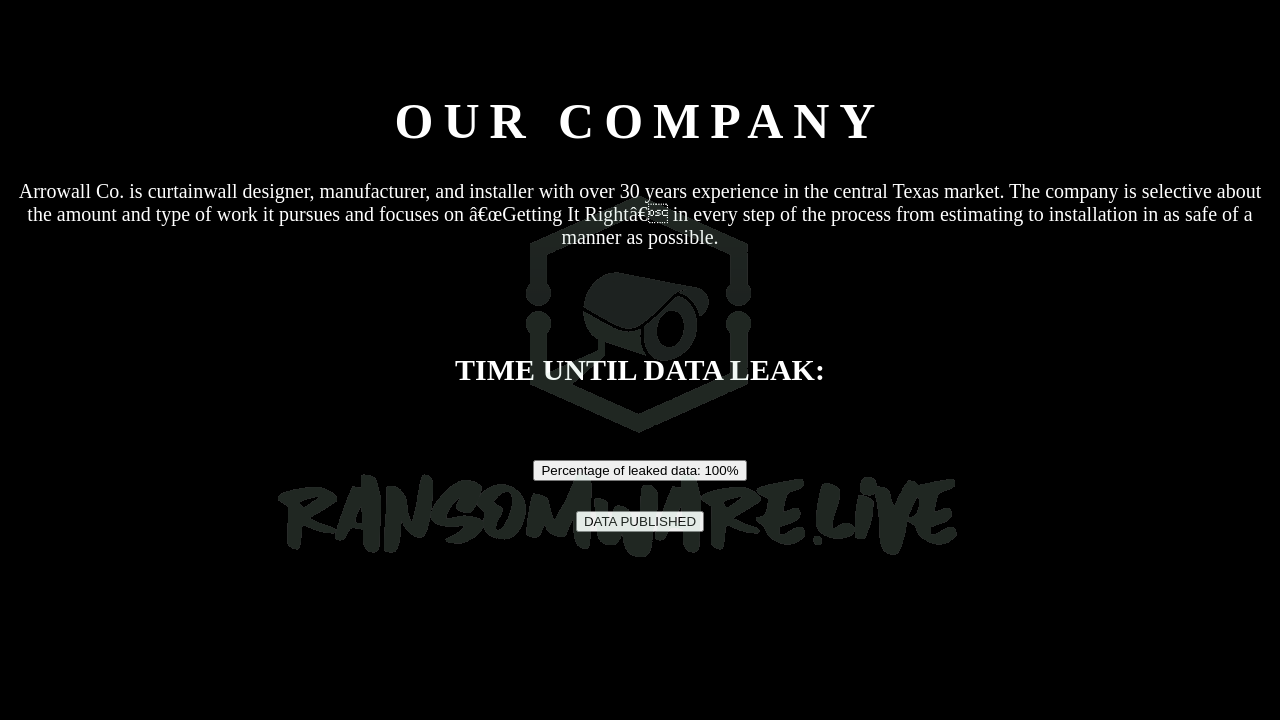 OUR COMPANY
Arrowall Co. is curtainwall designer, manufacturer, and installer with over 30 years experience in the central Texas market. The company is selective about
the amount and type of work it pursues and focuses on â€œGetting It Rightâ€ in every step of the process from estimating to installation in as safe of a
manner as possible.
TIME UNTIL DATA LEAK:
Percentage of leaked data: 100%
RANSOMWARE.LIVE
DATA PUBLISHED